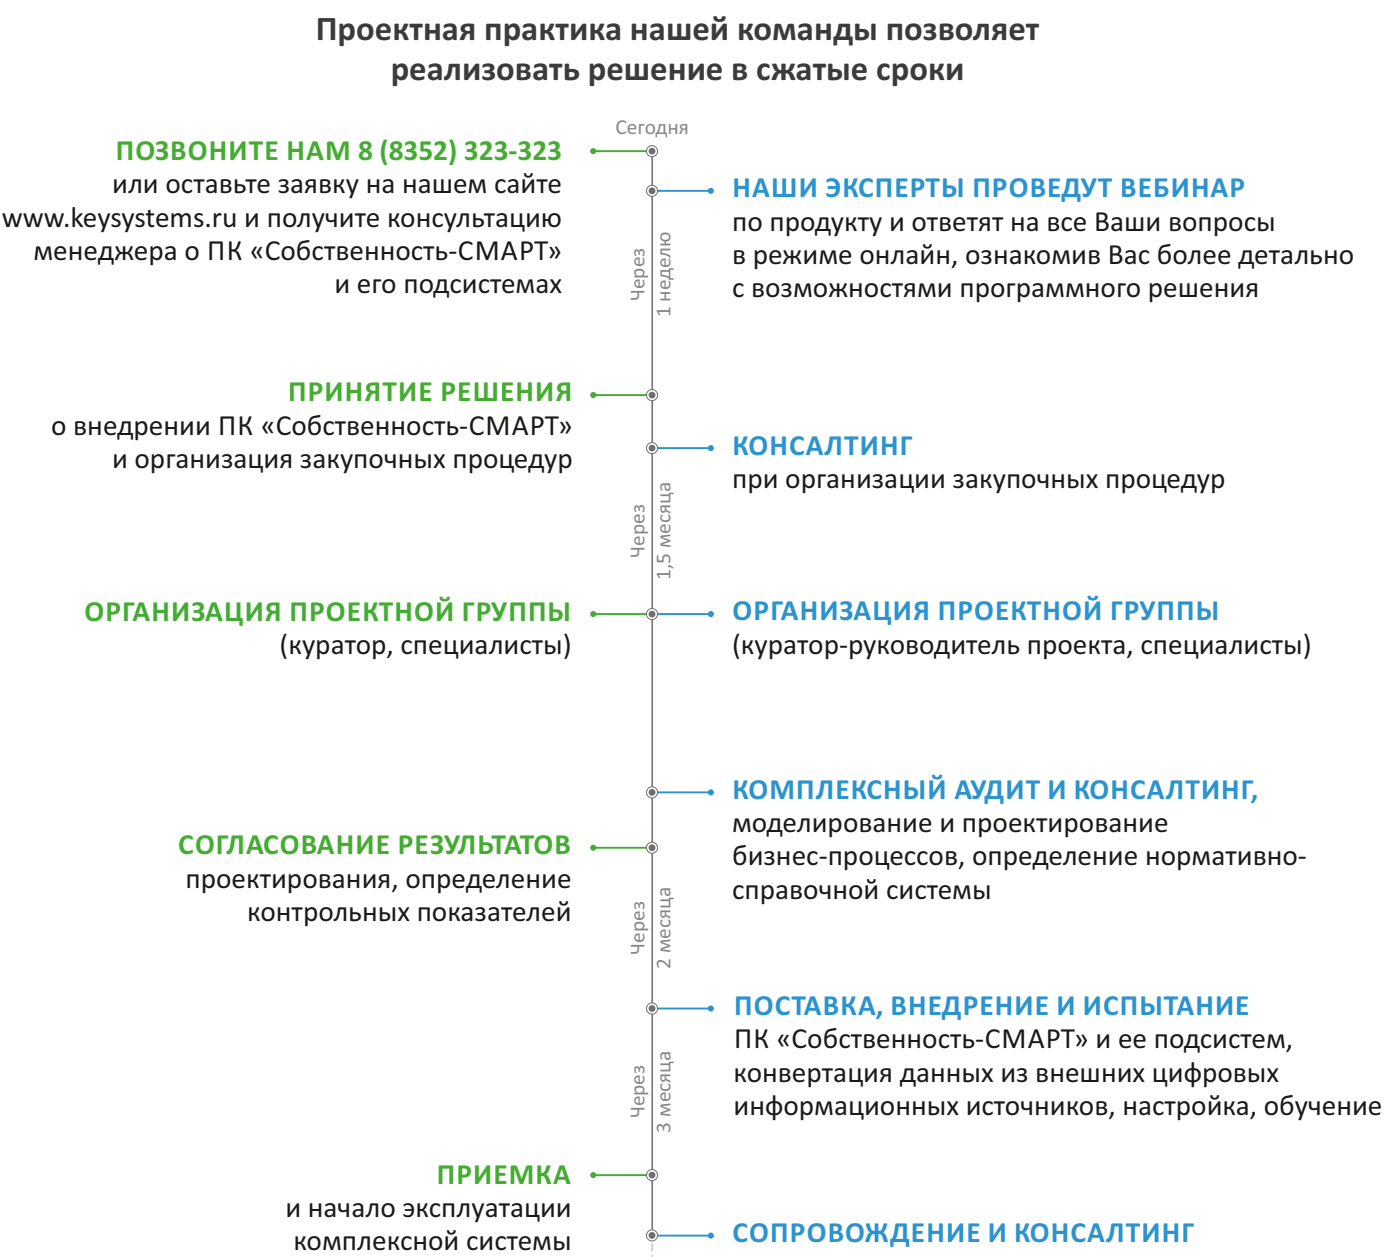 Проектная практика нашей команды позволяет
реализовать решение в сжатые сроки
Сегодня
ПОЗВОНИТЕ НАМ 8 (8352) 323-323
или оставьте заявку на нашем сайте
www.keysystems.ru и получите консультацию
менеджера о ПК «Собственность-СМАРТ»
и его подсистемах
НАШИ ЭКСПЕРТЫ ПРОВЕДУТ ВЕБИНАР
по продукту и ответят на все Ваши вопросы
в режиме онлайн, ознакомив Вас более детально
с возможностями программного решения
Через
1 неделю
ПРИНЯТИЕ РЕШЕНИЯ
о внедрении ПК «Собственность-СМАРТ»
и организация закупочных процедур
КОНСАЛТИНГ
при организации закупочных процедур
Через
1,5 месяца
ОРГАНИЗАЦИЯ ПРОЕКТНОЙ ГРУППЫ
(куратор, специалисты)
ОРГАНИЗАЦИЯ ПРОЕКТНОЙ ГРУППЫ
(куратор-руководитель проекта, специалисты)
КОМПЛЕКСНЫЙ АУДИТ И КОНСАЛТИНГ,
моделирование и проектирование
бизнес-процессов, определение нормативно-
справочной системы
СОГЛАСОВАНИЕ РЕЗУЛЬТАТОВ
проектирования, определение
контрольных показателей
Через
2 месяца
ПОСТАВКА, ВНЕДРЕНИЕ И ИСПЫТАНИЕ
ПК «Собственность-СМАРТ» и ее подсистем,
конвертация данных из внешних цифровых
информационных источников, настройка, обучение
Через
3 месяца
ПРИЕМКА
и начало эксплуатации
комплексной системы
СОПРОВОЖДЕНИЕ И КОНСАЛТИНГ